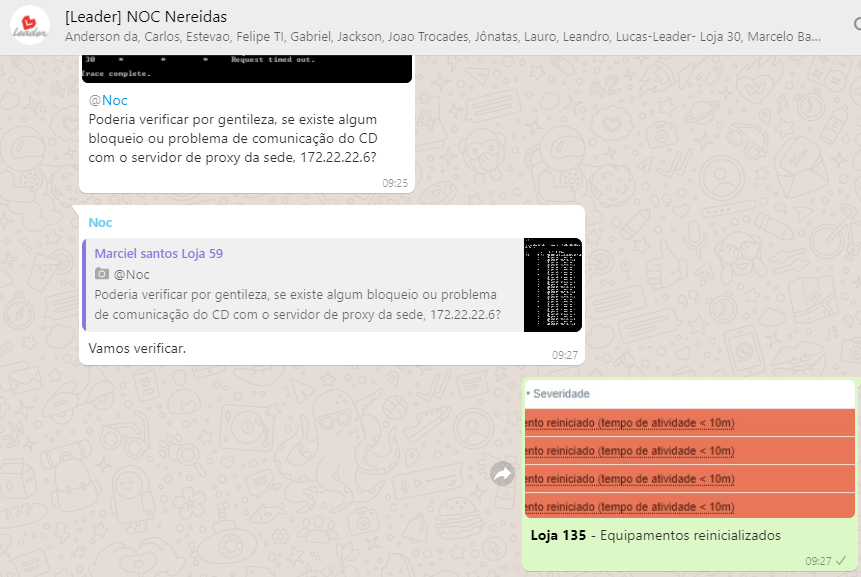 Leader
[Leader] NOC Nereidas
Anderson da, Carlos, Estevao, Felipe TI, Gabriel, Jackson, Joao Trocades, Jônatas, Lauro, Leandro, Lucas-Leader- Loja 30, Marcelo Ba...
30 * * * Request timed out.
Trace complete.
@Noc
Poderia verificar por gentileza, se existe algum
bloqueio ou problema de comunicação do CD
com o servidor de proxy da sede, 172.22.22.6?
09:25
Noc
Marciel santos Loja 59
@Noc
Poderia verificar por gentileza, se existe algum bloqueio ou problema
de comunicação do CD com o servidor de proxy da sede, 172.22.22.6?
Vamos verificar.
09:27
• Severidade
ento reiniciado (tempo de atividade < 10m)
ento reiniciado (tempo de atividade < 10m)
ento reiniciado (tempo de atividade < 10m)
ento reiniciado (tempo de atividade < 10m)
Loja 135 - Equipamentos reinicializados
09:27